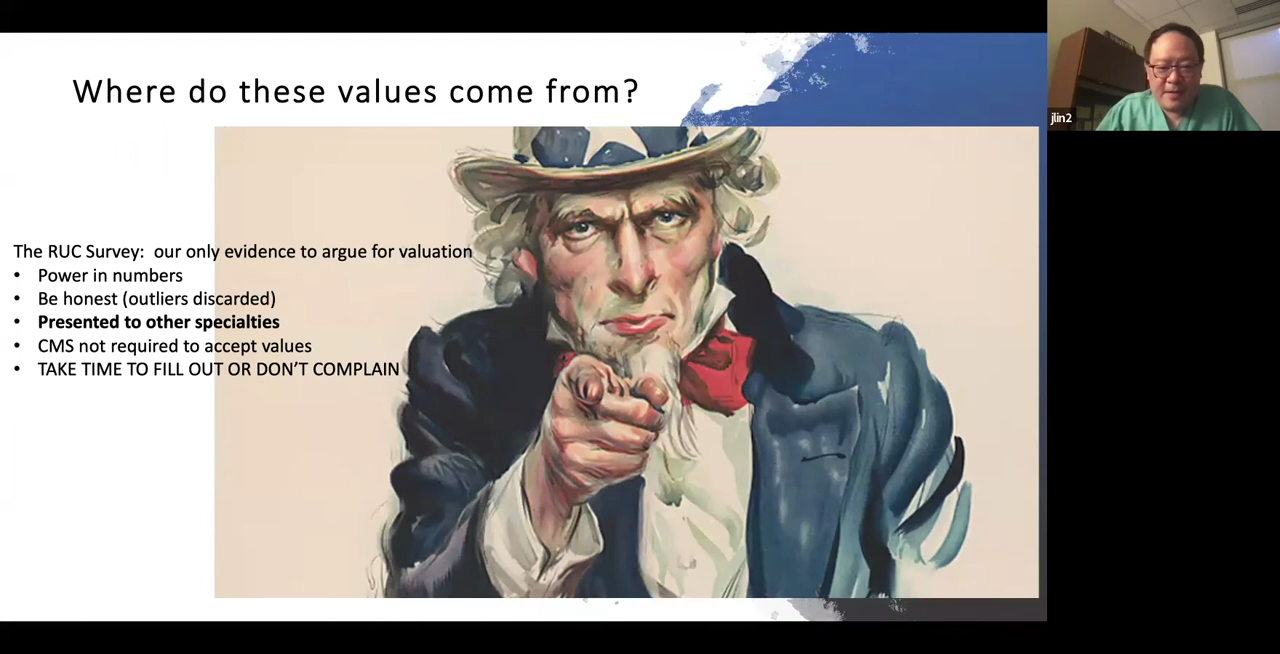 Where do these values come from?
The RUC Survey:  our only evidence to argue for valuation
• Power in numbers
• Be honest (outliers discarded)
• Presented to other specialties
• CMS not required to accept values
• TAKE TIME TO FILL OUT OR DON’T COMPLAIN
jlin2